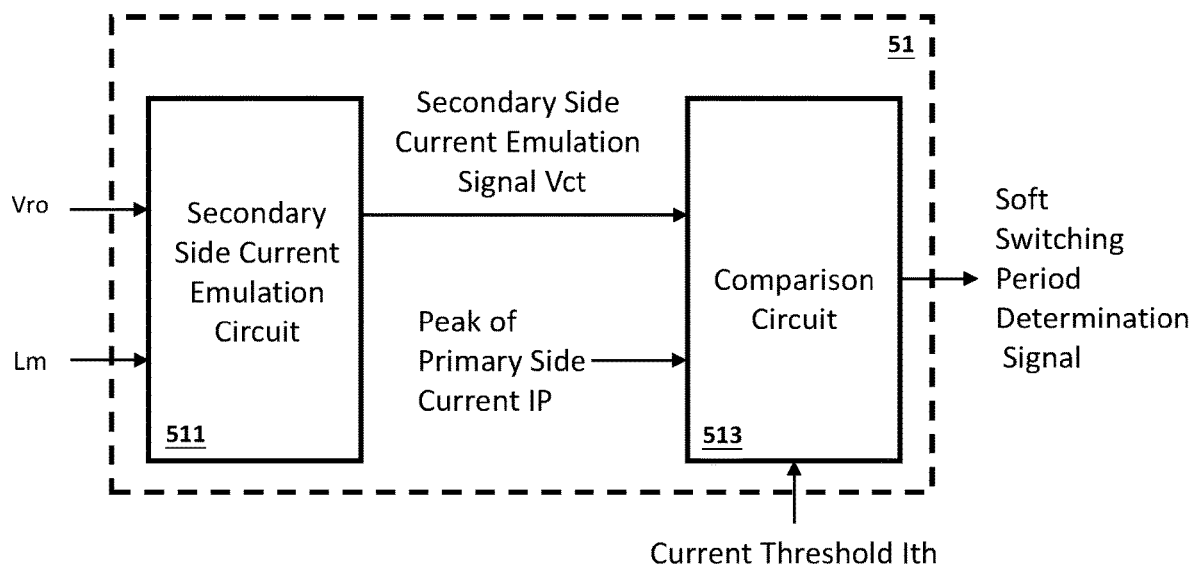 51
Secondary Side
Current Emulation
Signal Vct
Vro
Secondary
Side Current
Emulation
Circuit
Lm
511
Peak of
Primary Side
Current IP
Comparison
Circuit
513
Soft
Switching
Period
Determination
Signal
Current Threshold Ith